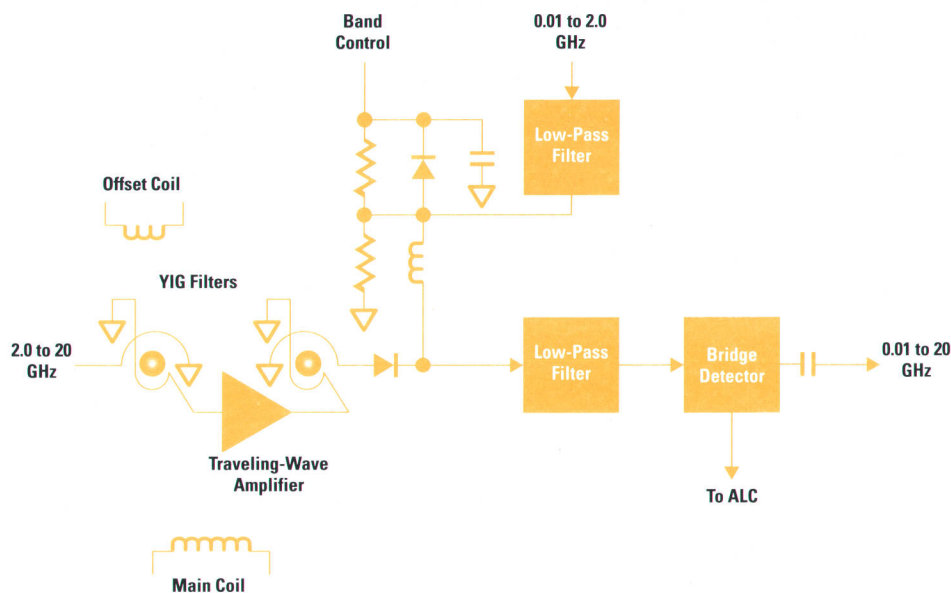 Band
Control
0.01 to 2.0
GHz
Low-Pass
Filter
Offset Coil
YIG Filters
2.0 to 20
GHz
Low-Pass
Filter
Bridge
Detector
0.01 to 20
GHz
Traveling-Wave
Amplifier
To ALC
Main Coil